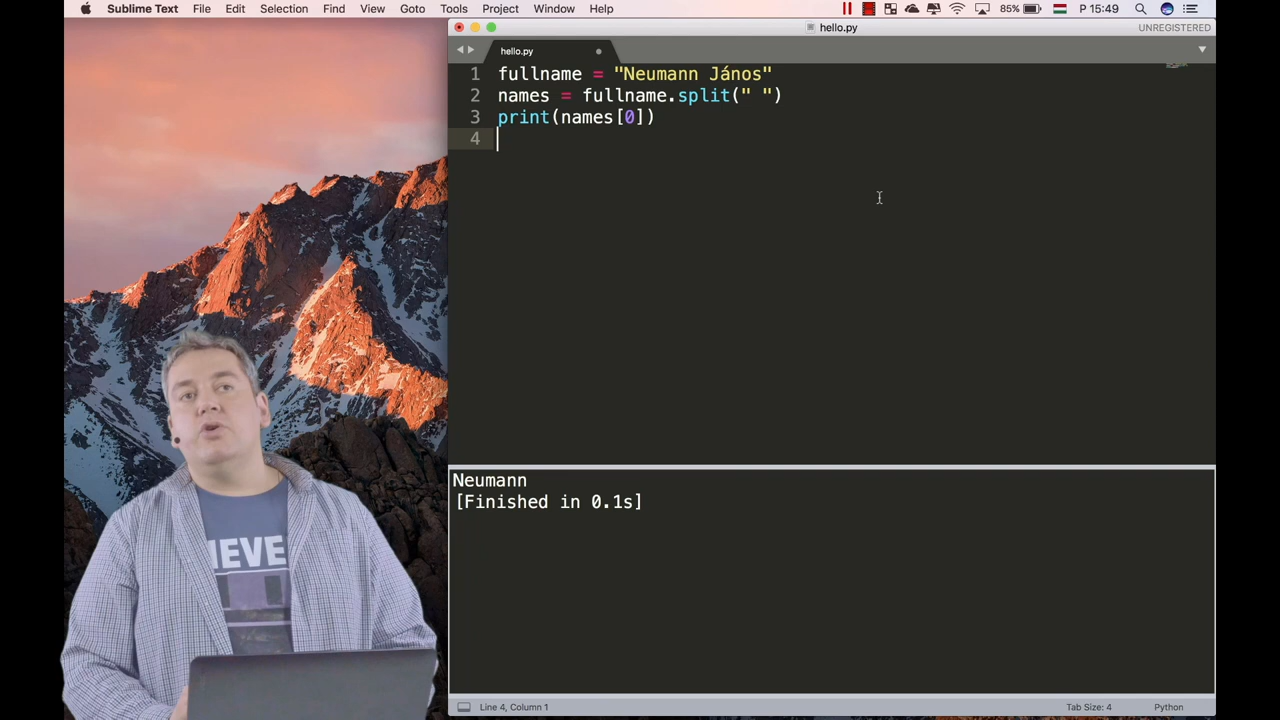 Sublime Text File Edit Selection Find View Goto Tools Project Window Help 85% P 15:49
hello.py UNREGISTERED
hello.py
1 fullname = "Neumann János"
2 names = fullname.split(" ")
3 print(names[0])
4
Neumann
[Finished in 0.1s]
IEVE
Line 4, Column 1 Tab Size: 4 Python